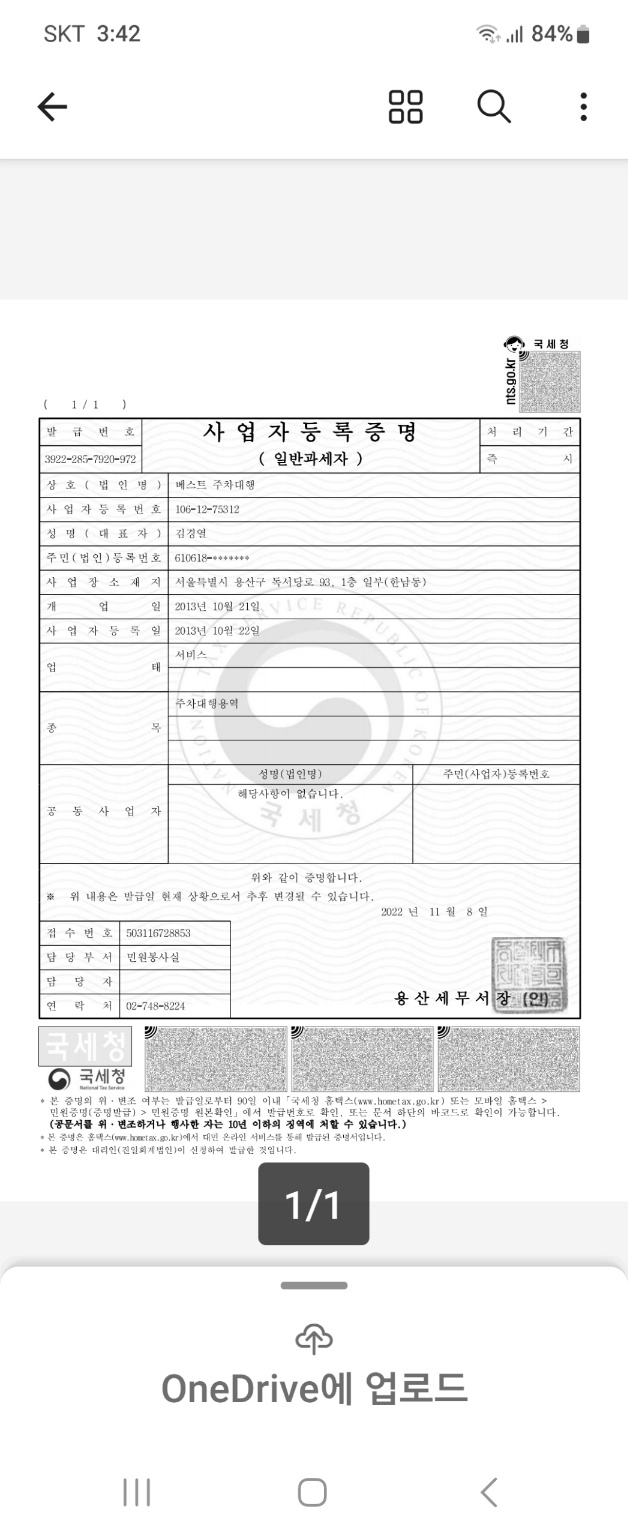 SKT 3:42
84%
국세청
nts.go.kr
( 1 / 1 )
발급번호
사업자등록증명
처리기간
3922-285-7920-972
( 일반과세자 )
즉시
상호(법인명) 베스트 주차대행
사업자등록번호 106-12-75312
성명(대표자) 김경열
주민(법인)등록번호 610618-*******
사업장소재지 서울특별시 용산구 독서당로 93, 1층 일부(한남동)
개업일 2013년 10월 21일
사업자등록일 2013년 10월 22일
업태 서비스
종목 주차대행용역
NATIONAL TAX SERVICE REPUBLIC OF KOREA
국세청
공동사업자
성명(법인명) 주민(사업자)등록번호
해당사항이 없습니다.
위와 같이 증명합니다.
※ 위 내용은 발급일 현재 상황으로서 추후 변경될 수 있습니다.
2022 년 11 월 8 일
접수번호 503116728853
담당부서 민원봉사실
담당자
연락처 02-748-8224
용산세무서장 (인)
국세청
국세청
National Tax Service
* 본 증명의 위·변조 여부는 발급일로부터 90일 이내「국세청 홈택스(www.hometax.go.kr) 또는 모바일 홈택스 >
민원증명(증명발급) > 민원증명 원본확인」에서 발급번호로 확인, 또는 문서 하단의 바코드로 확인이 가능합니다.
(공문서를 위·변조하거나 행사한 자는 10년 이하의 징역에 처할 수 있습니다.)
* 본 증명은 홈택스(www.hometax.go.kr)에서 대민 온라인 서비스를 통해 발급된 증명서입니다.
* 본 증명은 대리인(진일회계법인)이 신청하여 발급한 것입니다.
1/1
OneDrive에 업로드